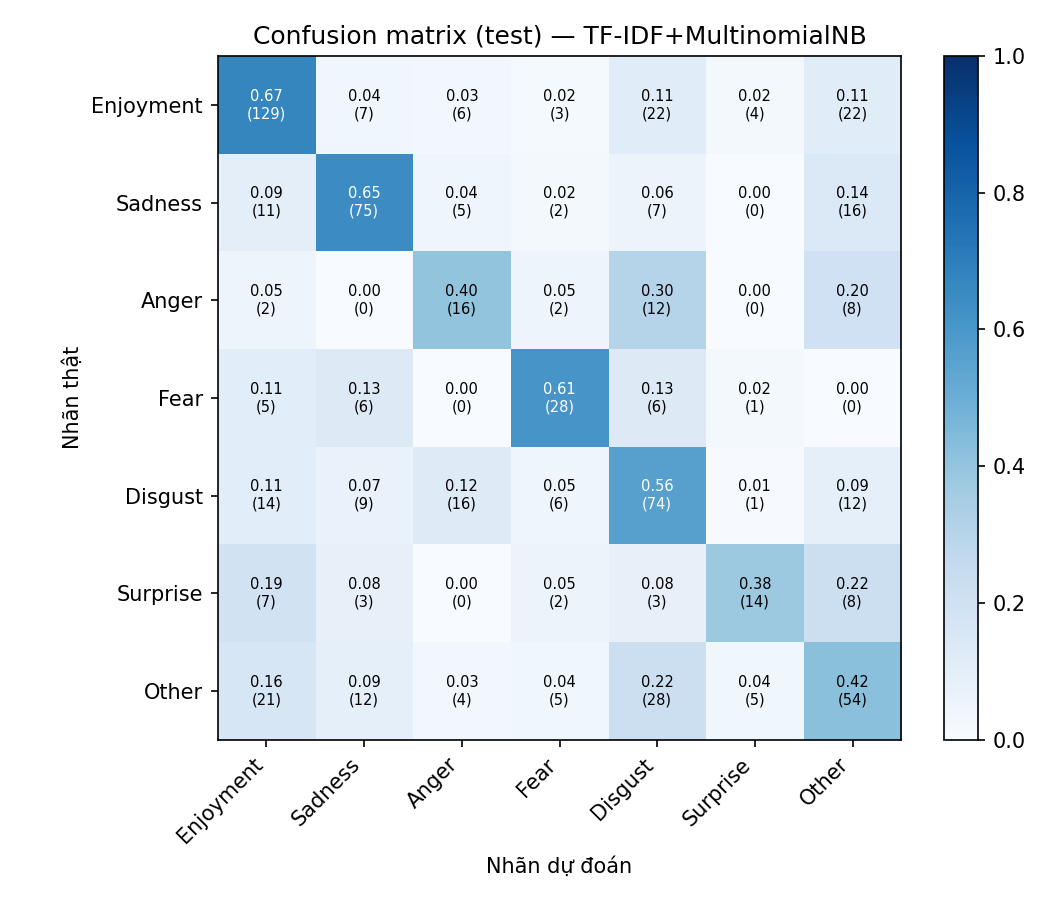 Confusion matrix (test) — TF-IDF+MultinomialNB
1.0
Enjoyment 0.67 0.04 0.03 0.02 0.11 0.02 0.11
(129) (7) (6) (3) (22) (4) (22)
0.8
Sadness 0.09 0.65 0.04 0.02 0.06 0.00 0.14
(11) (75) (5) (2) (7) (0) (16)
Anger 0.05 0.00 0.40 0.05 0.30 0.00 0.20
(2) (0) (16) (2) (12) (0) (8)
0.6
Nhãn thật
Fear 0.11 0.13 0.00 0.61 0.13 0.02 0.00
(5) (6) (0) (28) (6) (1) (0)
0.4
Disgust 0.11 0.07 0.12 0.05 0.56 0.01 0.09
(14) (9) (16) (6) (74) (1) (12)
Surprise 0.19 0.08 0.00 0.05 0.08 0.38 0.22
(7) (3) (0) (2) (3) (14) (8)
0.2
Other 0.16 0.09 0.03 0.04 0.22 0.04 0.42
(21) (12) (4) (5) (28) (5) (54)
0.0
Enjoyment Sadness Anger Fear Disgust Surprise Other
Nhãn dự đoán